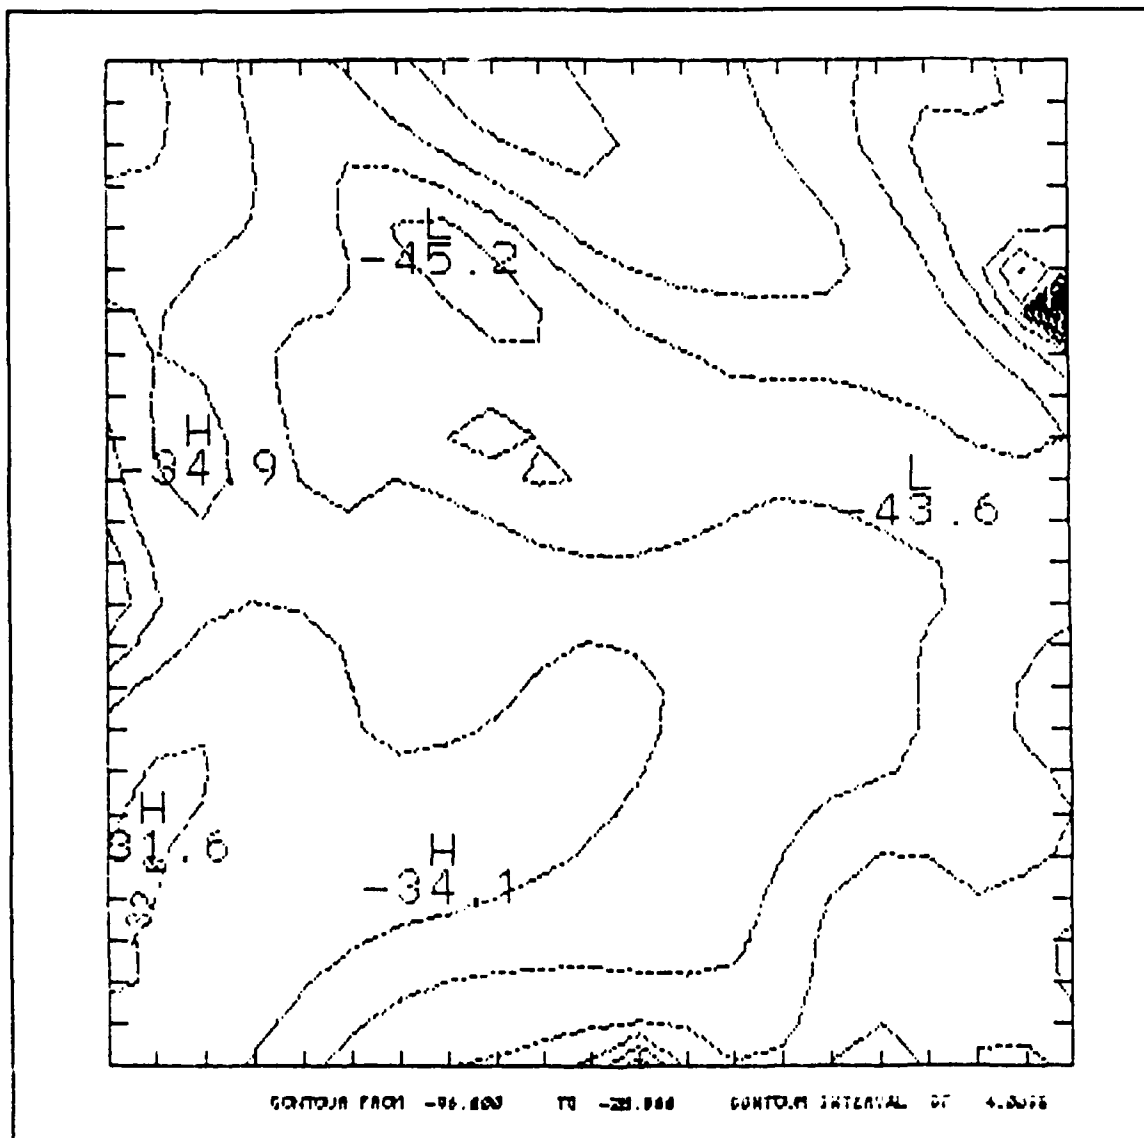 L
-45.2
H
-34.9
L
-43.6
H
31.6
H
-34.1
CONTOUR FROM TO CONTOUR INTERVAL OF